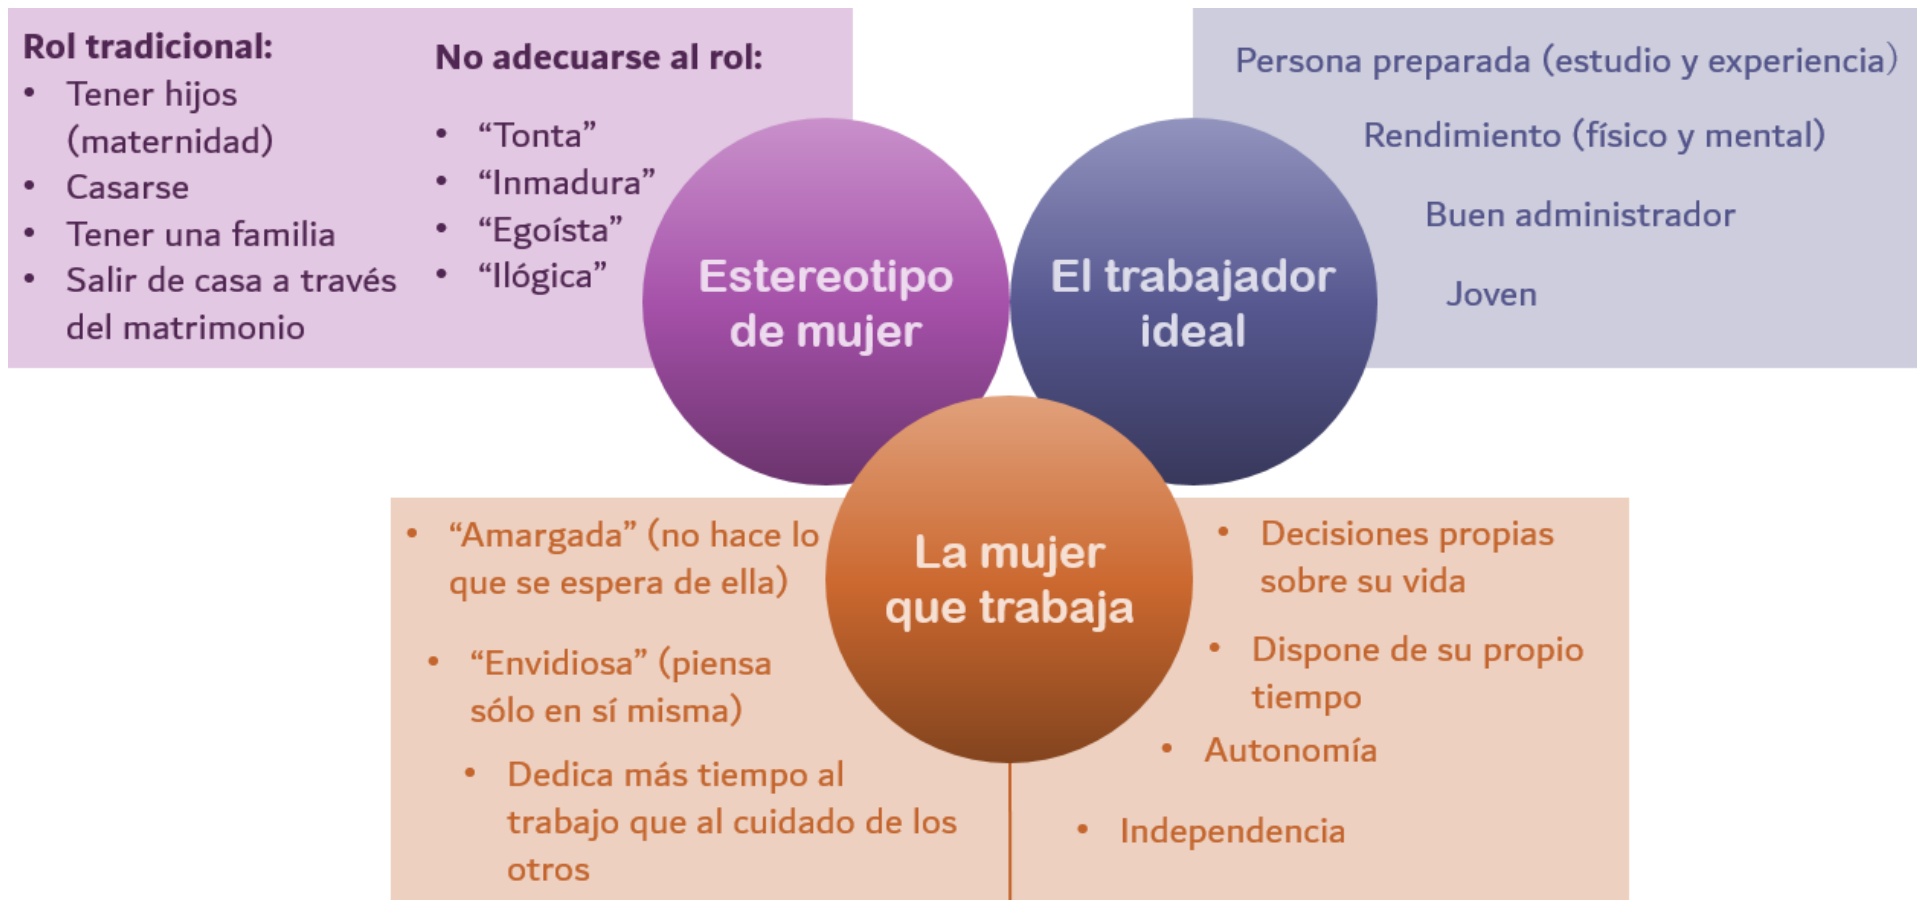 Rol tradicional:
• Tener hijos
(maternidad)
• Casarse
• Tener una familia
• Salir de casa a través
del matrimonio
No adecuarse al rol:
• “Tonta”
• “Inmadura”
• “Egoísta”
• “Ilógica”
Estereotipo
de mujer
El trabajador
ideal
Persona preparada (estudio y experiencia)
Rendimiento (físico y mental)
Buen administrador
Joven
La mujer
que trabaja
• “Amargada” (no hace lo
que se espera de ella)
• “Envidiosa” (piensa
sólo en sí misma)
• Dedica más tiempo al
trabajo que al cuidado de los
otros
• Decisiones propias
sobre su vida
• Dispone de su propio
tiempo
• Autonomía
• Independencia